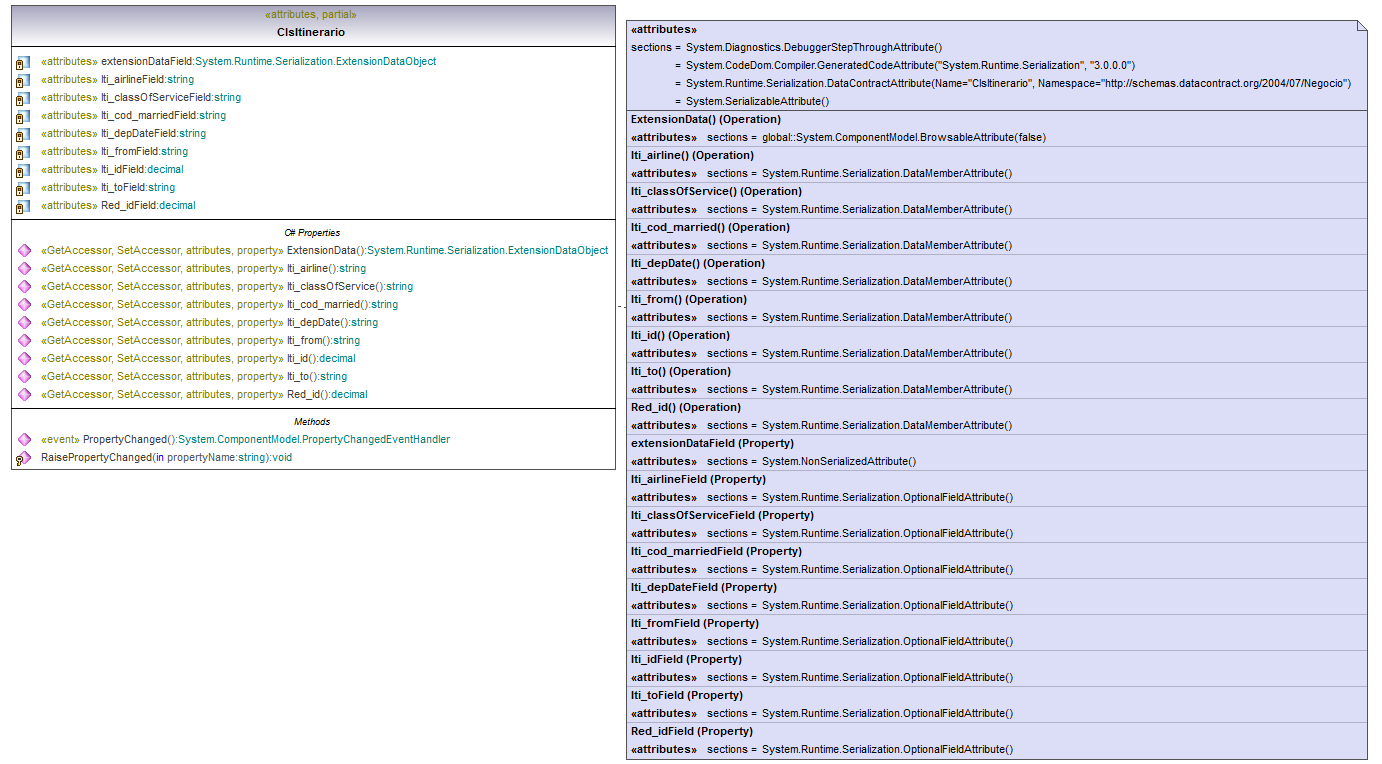 «attributes, partial»
ClsItinerario
«attributes» extensionDataField:System.Runtime.Serialization.ExtensionDataObject
«attributes» Iti_airlineField:string
«attributes» Iti_classOfServiceField:string
«attributes» Iti_cod_marriedField:string
«attributes» Iti_depDateField:string
«attributes» Iti_fromField:string
«attributes» Iti_idField:decimal
«attributes» Iti_toField:string
«attributes» Red_idField:decimal
C# Properties
«GetAccessor, SetAccessor, attributes, property» ExtensionData():System.Runtime.Serialization.ExtensionDataObject
«GetAccessor, SetAccessor, attributes, property» Iti_airline():string
«GetAccessor, SetAccessor, attributes, property» Iti_classOfService():string
«GetAccessor, SetAccessor, attributes, property» Iti_cod_married():string
«GetAccessor, SetAccessor, attributes, property» Iti_depDate():string
«GetAccessor, SetAccessor, attributes, property» Iti_from():string
«GetAccessor, SetAccessor, attributes, property» Iti_id():decimal
«GetAccessor, SetAccessor, attributes, property» Iti_to():string
«GetAccessor, SetAccessor, attributes, property» Red_id():decimal
Methods
«event» PropertyChanged():System.ComponentModel.PropertyChangedEventHandler
RaisePropertyChanged(in propertyName:string):void
«attributes»
sections = System.Diagnostics.DebuggerStepThroughAttribute()
= System.CodeDom.Compiler.GeneratedCodeAttribute("System.Runtime.Serialization", "3.0.0.0")
= System.Runtime.Serialization.DataContractAttribute(Name="ClsItinerario", Namespace="http://schemas.datacontract.org/2004/07/Negocio")
= System.SerializableAttribute()
ExtensionData() (Operation)
«attributes» sections = global::System.ComponentModel.BrowsableAttribute(false)
Iti_airline() (Operation)
«attributes» sections = System.Runtime.Serialization.DataMemberAttribute()
Iti_classOfService() (Operation)
«attributes» sections = System.Runtime.Serialization.DataMemberAttribute()
Iti_cod_married() (Operation)
«attributes» sections = System.Runtime.Serialization.DataMemberAttribute()
Iti_depDate() (Operation)
«attributes» sections = System.Runtime.Serialization.DataMemberAttribute()
Iti_from() (Operation)
«attributes» sections = System.Runtime.Serialization.DataMemberAttribute()
Iti_id() (Operation)
«attributes» sections = System.Runtime.Serialization.DataMemberAttribute()
Iti_to() (Operation)
«attributes» sections = System.Runtime.Serialization.DataMemberAttribute()
Red_id() (Operation)
«attributes» sections = System.Runtime.Serialization.DataMemberAttribute()
extensionDataField (Property)
«attributes» sections = System.NonSerializedAttribute()
Iti_airlineField (Property)
«attributes» sections = System.Runtime.Serialization.OptionalFieldAttribute()
Iti_classOfServiceField (Property)
«attributes» sections = System.Runtime.Serialization.OptionalFieldAttribute()
Iti_cod_marriedField (Property)
«attributes» sections = System.Runtime.Serialization.OptionalFieldAttribute()
Iti_depDateField (Property)
«attributes» sections = System.Runtime.Serialization.OptionalFieldAttribute()
Iti_fromField (Property)
«attributes» sections = System.Runtime.Serialization.OptionalFieldAttribute()
Iti_idField (Property)
«attributes» sections = System.Runtime.Serialization.OptionalFieldAttribute()
Iti_toField (Property)
«attributes» sections = System.Runtime.Serialization.OptionalFieldAttribute()
Red_idField (Property)
«attributes» sections = System.Runtime.Serialization.OptionalFieldAttribute()